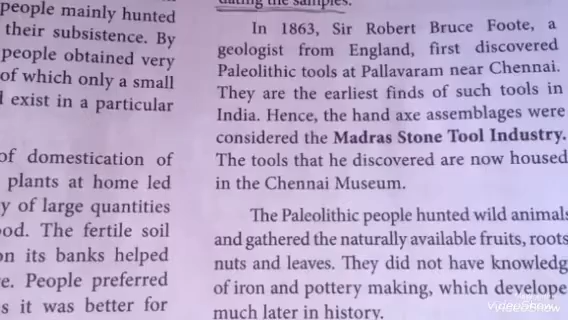 people mainly hunted
their subsistence. By
people obtained very
of which only a small
exist in a particular
of domestication of
plants at home led
y of large quantities
od. The fertile soil
on its banks helped
e. People preferred
s it was better for
dating the samples.
In 1863, Sir Robert Bruce Foote, a
geologist from England, first discovered
Paleolithic tools at Pallavaram near Chennai.
They are the earliest finds of such tools in
India. Hence, the hand axe assemblages were
considered the Madras Stone Tool Industry.
The tools that he discovered are now housed
in the Chennai Museum.
The Paleolithic people hunted wild animals
and gathered the naturally available fruits, roots
nuts and leaves. They did not have knowledg
of iron and pottery making, which develope
much later in history.
VideoShow